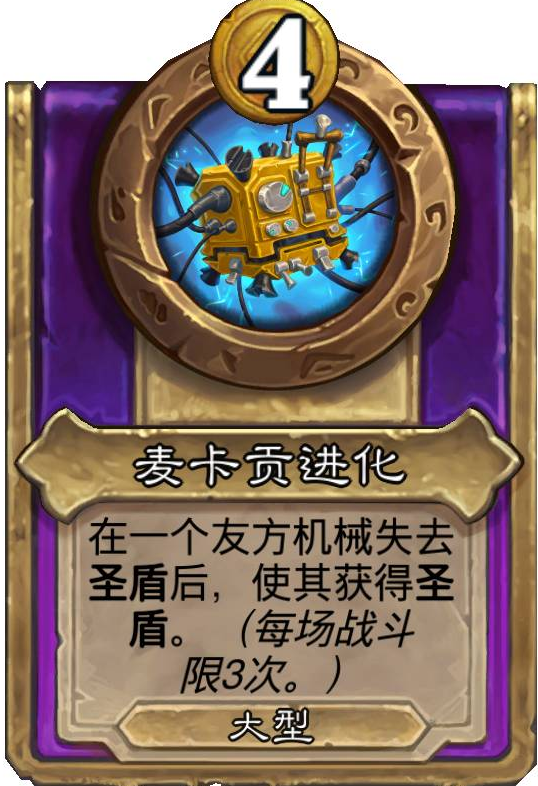 4
麦卡贡进化
在一个友方机械失去
圣盾后，使其获得圣
盾。（每场战斗
限3次。）
大型